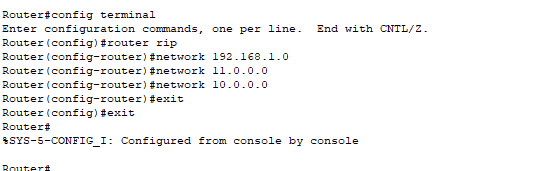 Router#config terminal
Enter configuration commands, one per line.  End with CNTL/Z.
Router(config)#router rip
Router(config-router)#network 192.168.1.0
Router(config-router)#network 11.0.0.0
Router(config-router)#network 10.0.0.0
Router(config-router)#exit
Router(config)#exit
Router#
%SYS-5-CONFIG_I: Configured from console by console
Router#